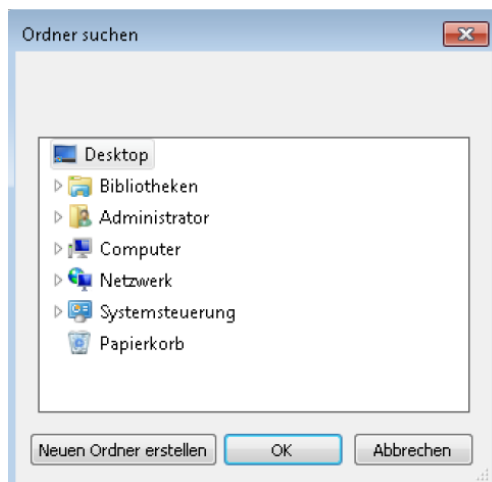 Ordner suchen
Desktop
Bibliotheken
Administrator
Computer
Netzwerk
Systemsteuerung
Papierkorb
Neuen Ordner erstellen OK Abbrechen